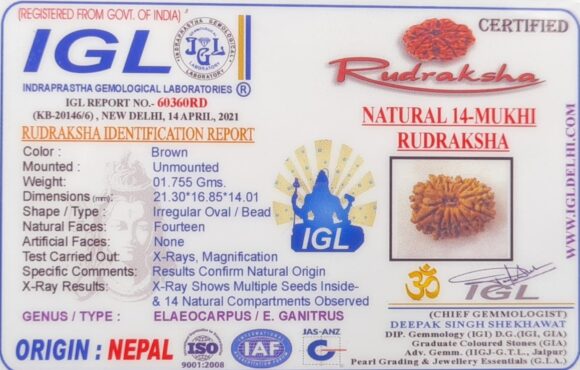 (REGISTERED FROM GOVT. OF INDIA)
IGL
INDRAPRASTHA GEMOLOGICAL LABORATORY
IGL
LABORATORY
INDRAPRASTHA GEMOLOGICAL LABORATORIES ®
IGL REPORT NO.- 60360RD
(KB-20146/6) , NEW DELHI, 14 APRIL, 2021
RUDRAKSHA IDENTIFICATION REPORT
Color : Brown
Mounted : Unmounted
Weight: 01.755 Gms.
Dimensions (mm): 21.30*16.85*14.01
Shape / Type : Irregular Oval / Bead
Natural Faces: Fourteen
Artificial Faces: None
Test Carried Out: X-Rays, Magnification
Specific Comments: Results Confirm Natural Origin
X-Ray Results: X-Ray Shows Multiple Seeds Inside-
& 14 Natural Compartments Observed
GENUS / TYPE : ELAEOCARPUS / E. GANITRUS
ORIGIN : NEPAL
ISO
9001:2008
IAF
JAS-ANZ
IGL
CERTIFIED
Rudraksha
NATURAL 14-MUKHI
RUDRAKSHA
WWW.IGLDELHI.COM
ॐ
IGL
(CHIEF GEMMOLOGIST)
DEEPAK SINGH SHEKHAWAT
DIP. Gemmology (IGI) D.G.(IGL, GIA)
Graduate Coloured Stones (GIA)
Adv. Gemm. (IIGJ-G.T.L., Jaipur)
Pearl Grading & Jewellery Essentials (G.I.A.)